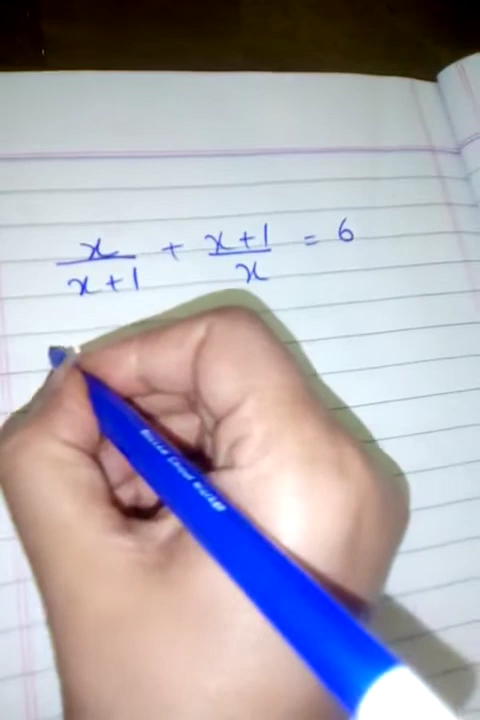 x/(x+1) + (x+1)/x = 6